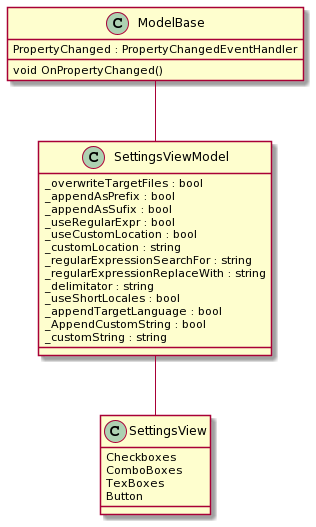 C ModelBase
PropertyChanged : PropertyChangedEventHandler
void OnPropertyChanged()
C SettingsViewModel
_overwriteTargetFiles : bool
_appendAsPrefix : bool
_appendAsSufix : bool
_useRegularExpr : bool
_useCustomLocation : bool
_customLocation : string
_regularExpressionSearchFor : string
_regularExpressionReplaceWith : string
_delimitator : string
_useShortLocales : bool
_appendTargetLanguage : bool
_AppendCustomString : bool
_customString : string
C SettingsView
Checkboxes
ComboBoxes
TexBoxes
Button